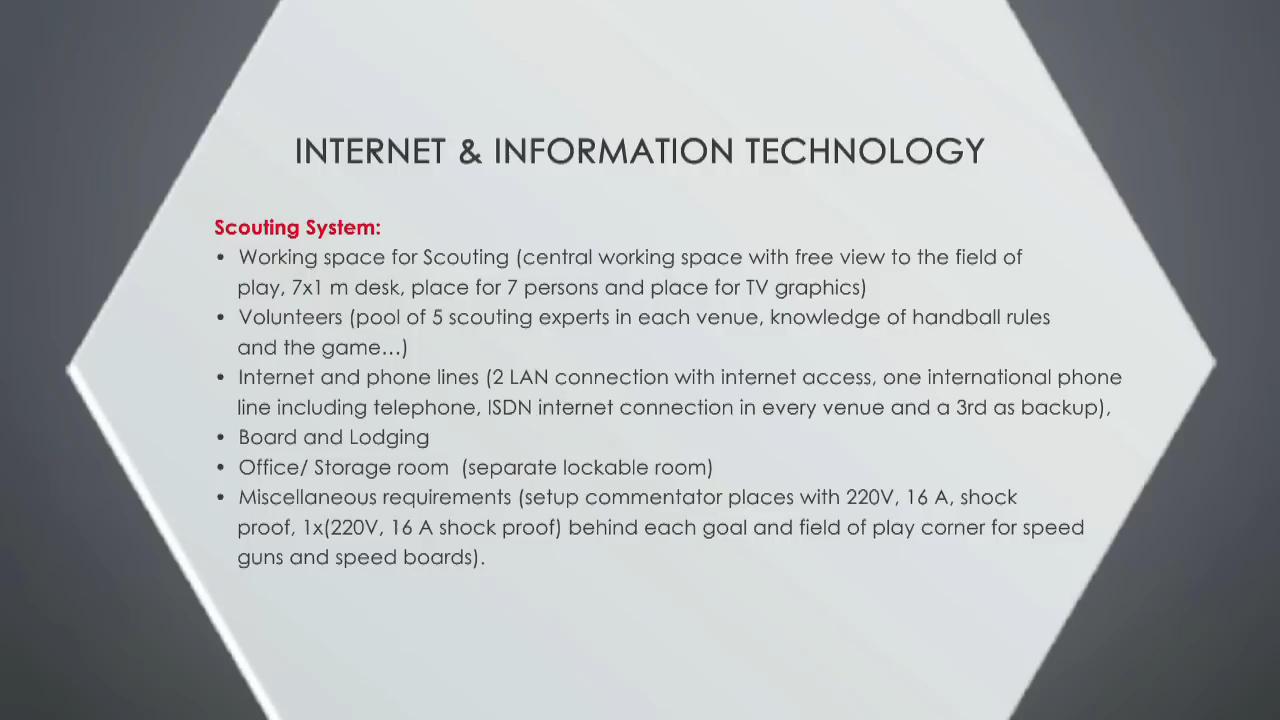 INTERNET & INFORMATION TECHNOLOGY
Scouting System:
• Working space for Scouting (central working space with free view to the field of
play, 7x1 m desk, place for 7 persons and place for TV graphics)
• Volunteers (pool of 5 scouting experts in each venue, knowledge of handball rules
and the game...)
• Internet and phone lines (2 LAN connection with internet access, one international phone
line including telephone, ISDN internet connection in every venue and a 3rd as backup),
• Board and Lodging
• Office/ Storage room  (separate lockable room)
• Miscellaneous requirements (setup commentator places with 220V, 16 A, shock
proof, 1x(220V, 16 A shock proof) behind each goal and field of play corner for speed
guns and speed boards).